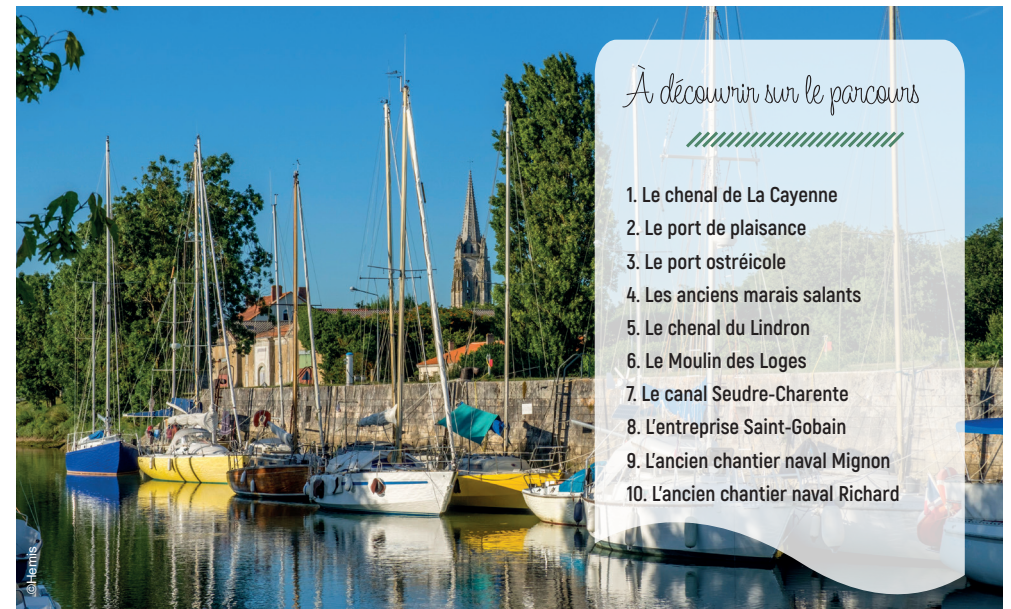 À découvrir sur le parcours
1. Le chenal de La Cayenne
2. Le port de plaisance
3. Le port ostréicole
4. Les anciens marais salants
5. Le chenal du Lindron
6. Le Moulin des Loges
7. Le canal Seudre-Charente
8. L'entreprise Saint-Gobain
9. L'ancien chantier naval Mignon
10. L'ancien chantier naval Richard
©Hemis